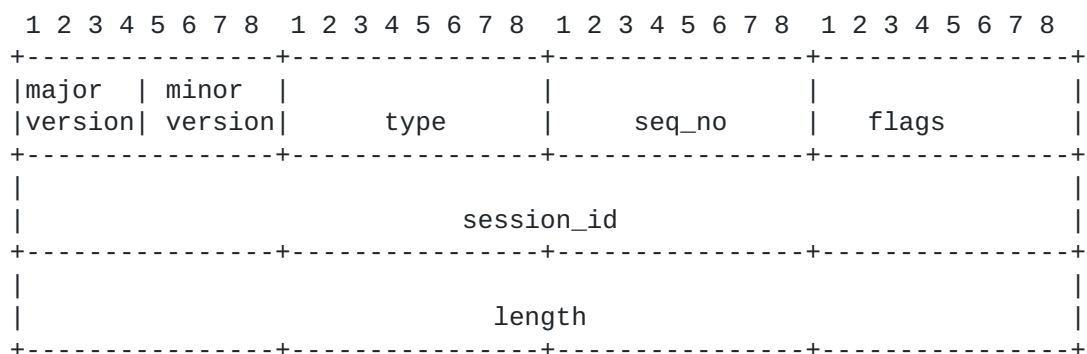 1 2 3 4 5 6 7 8  1 2 3 4 5 6 7 8  1 2 3 4 5 6 7 8  1 2 3 4 5 6 7 8
major minor
version version type seq_no flags
session_id
length